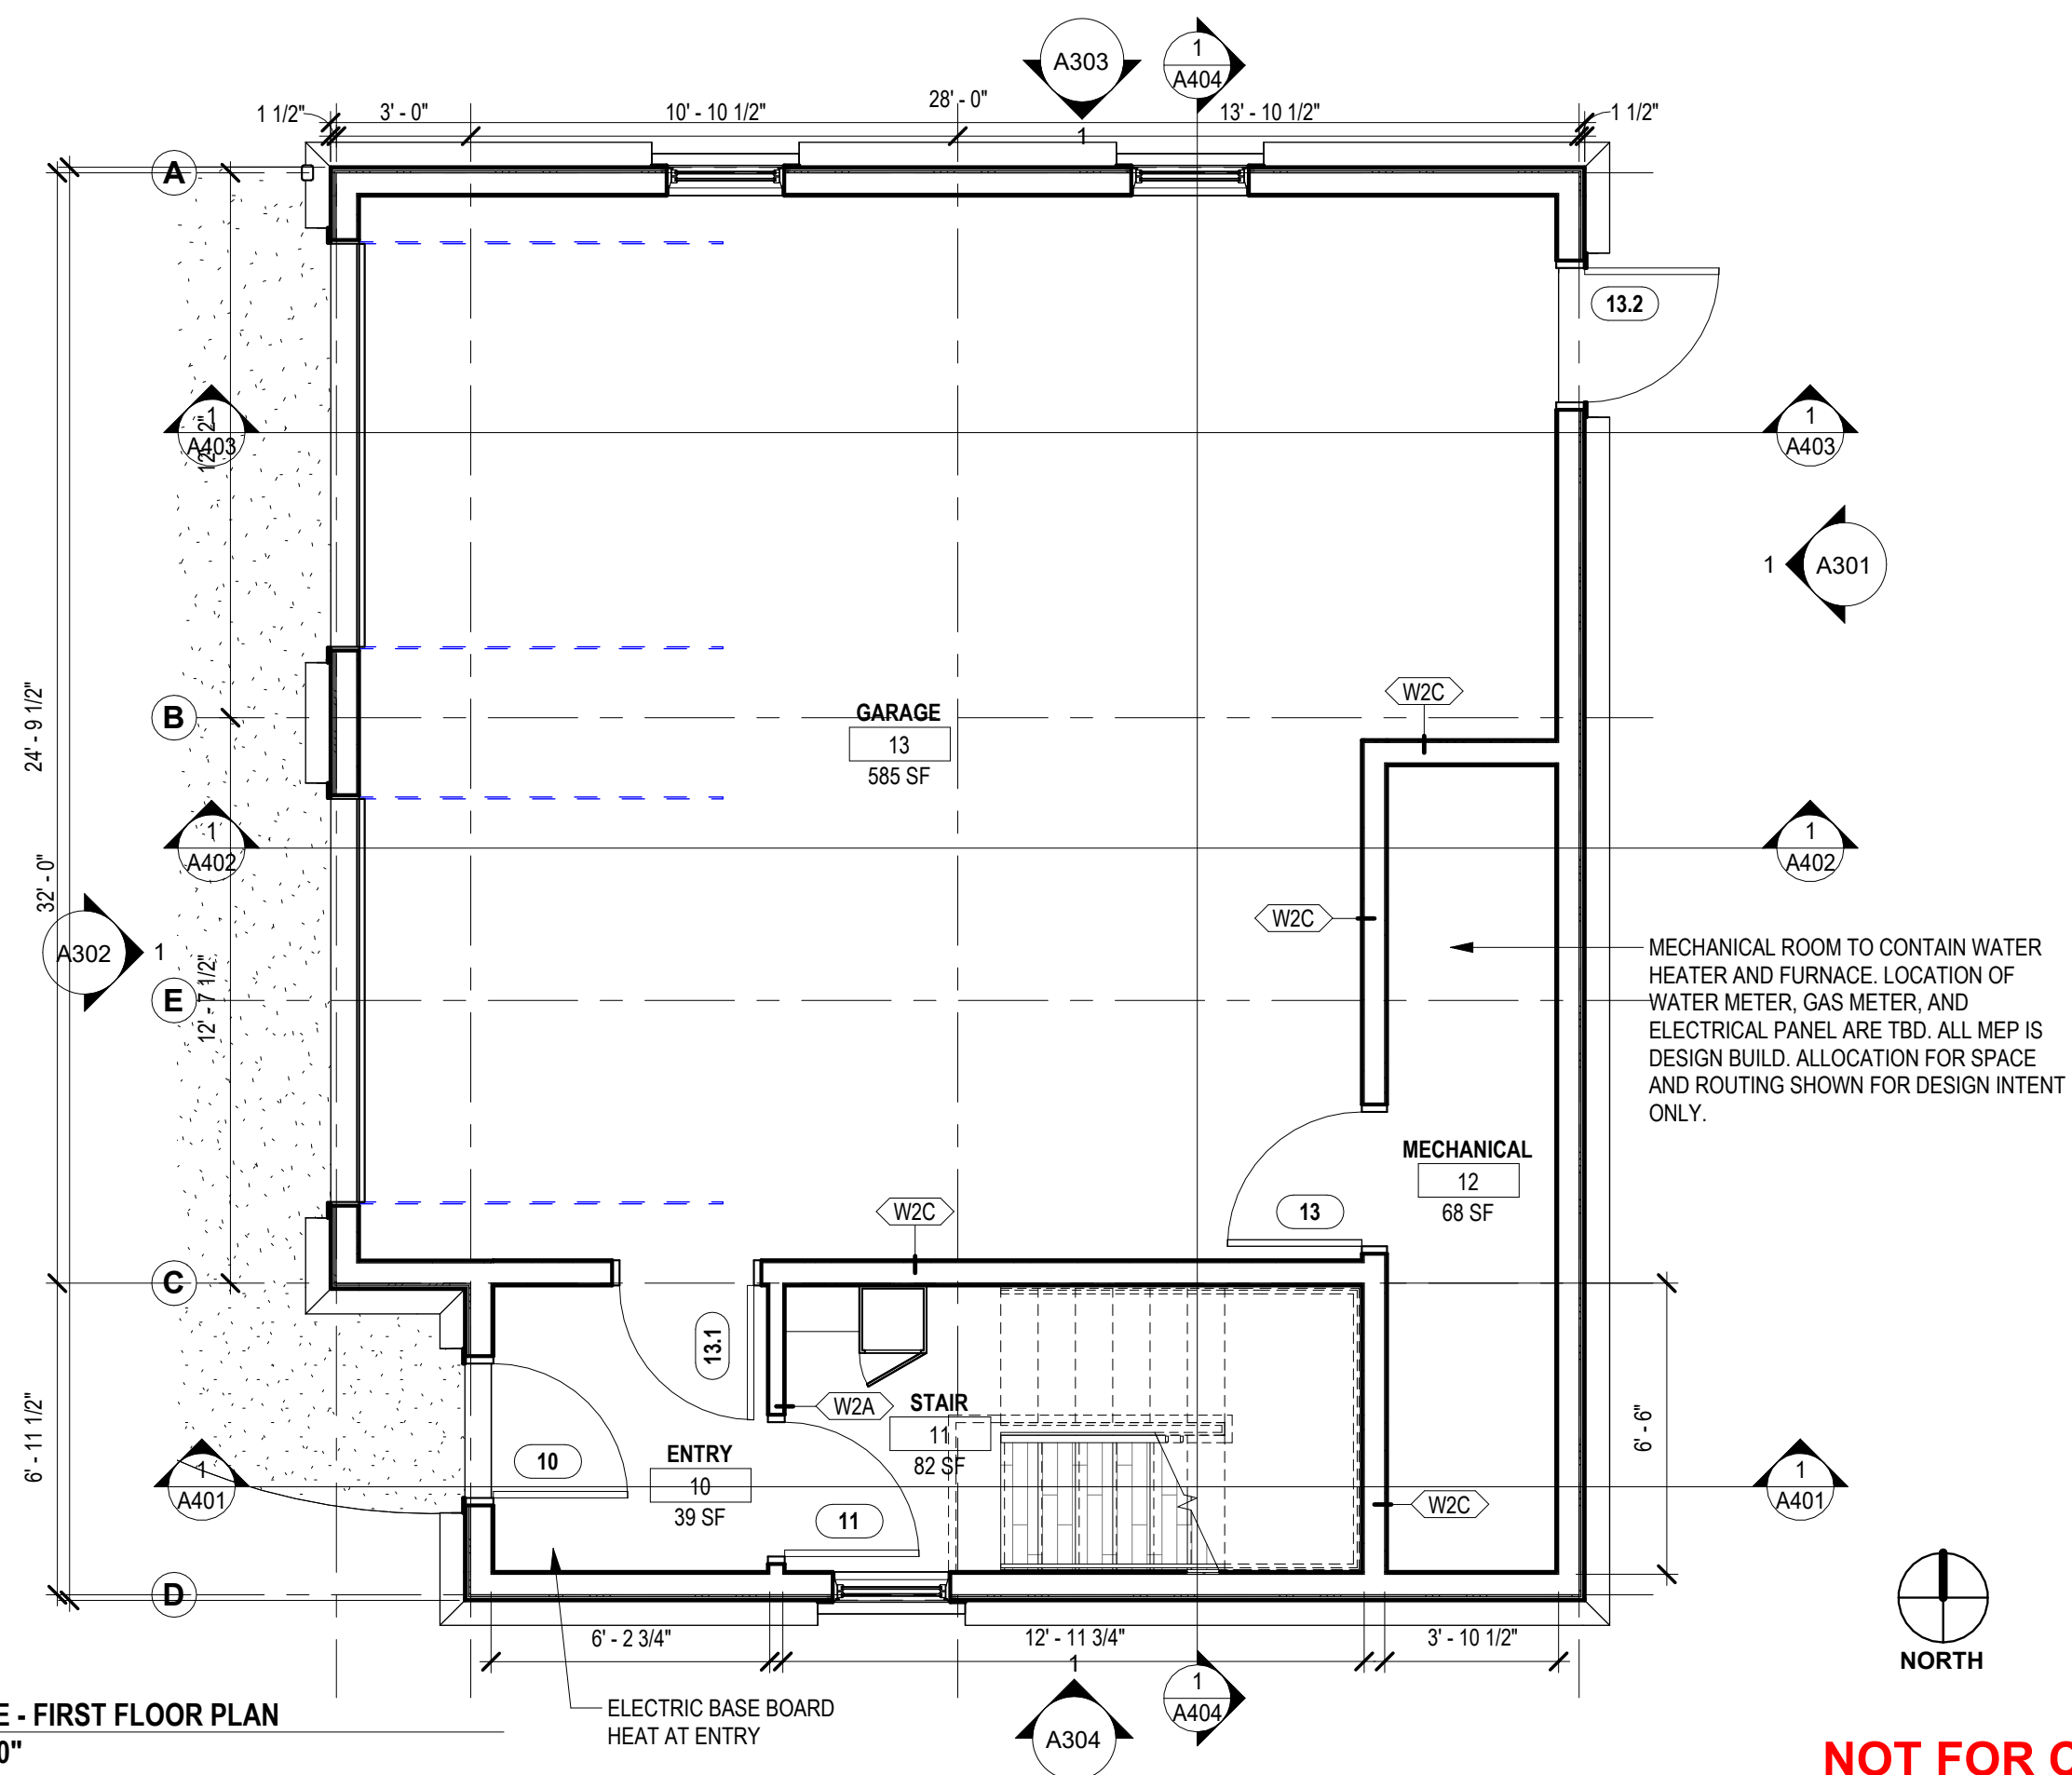 A303
1
A404
1 1/2"
3' - 0"
10' - 10 1/2"
28' - 0"
13' - 10 1/2"
1 1/2"
1
A
13.2
1
A403
1
A403
1
A301
W2C
B
GARAGE
13
585 SF
24' - 9 1/2"
1
A402
1
A402
32' - 0"
W2C
A302
1
MECHANICAL ROOM TO CONTAIN WATER
HEATER AND FURNACE. LOCATION OF
WATER METER, GAS METER, AND
ELECTRICAL PANEL ARE TBD. ALL MEP IS
DESIGN BUILD. ALLOCATION FOR SPACE
AND ROUTING SHOWN FOR DESIGN INTENT
ONLY.
E
12' - 7 1/2"
MECHANICAL
12
68 SF
13
W2C
C
13.1
W2A
STAIR
11
82 SF
6' - 11 1/2"
6' - 6"
ENTRY
10
39 SF
10
11
1
A401
1
A401
W2C
D
6' - 2 3/4"
12' - 11 3/4"
3' - 10 1/2"
NORTH
1
A304
1
A404
ELECTRIC BASE BOARD
HEAT AT ENTRY
E - FIRST FLOOR PLAN
0"
NOT FOR C